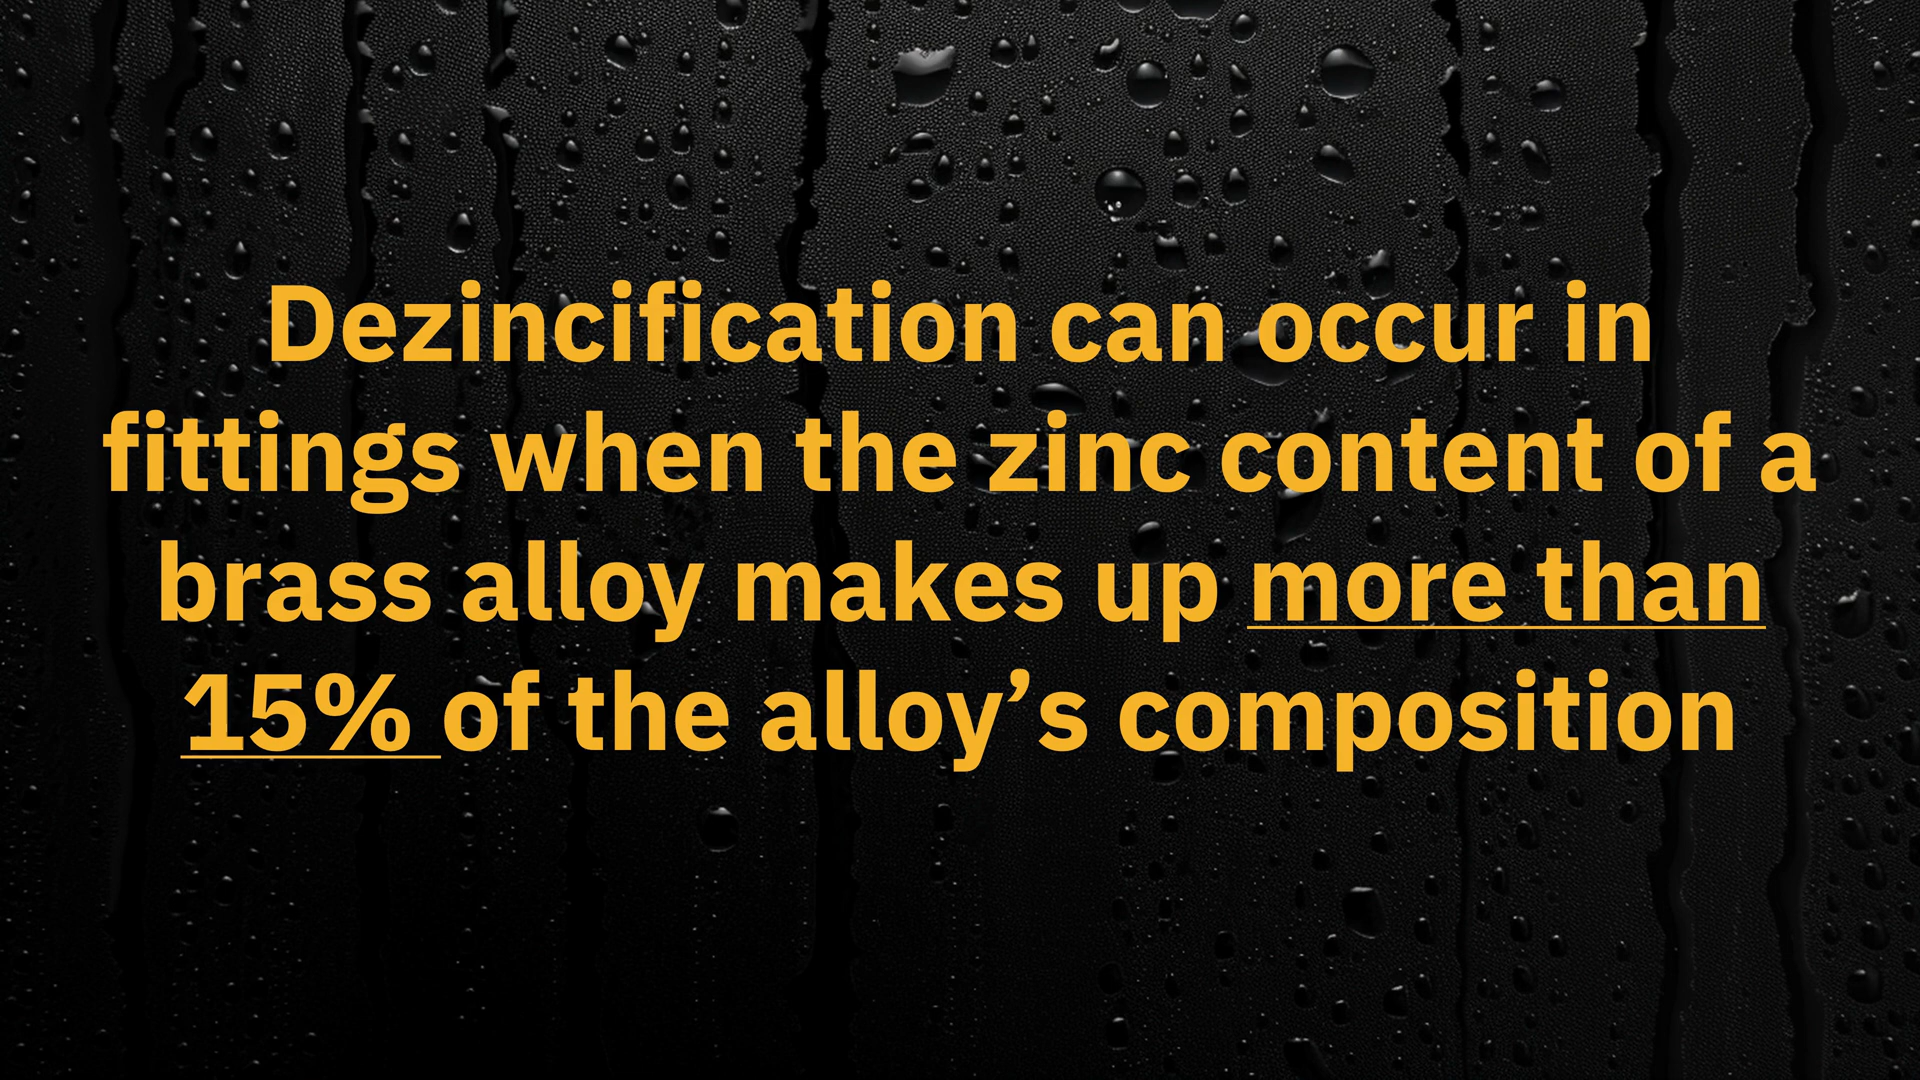 Dezincification can occur in
fittings when the zinc content of a
brass alloy makes up more than
15% of the alloy’s composition